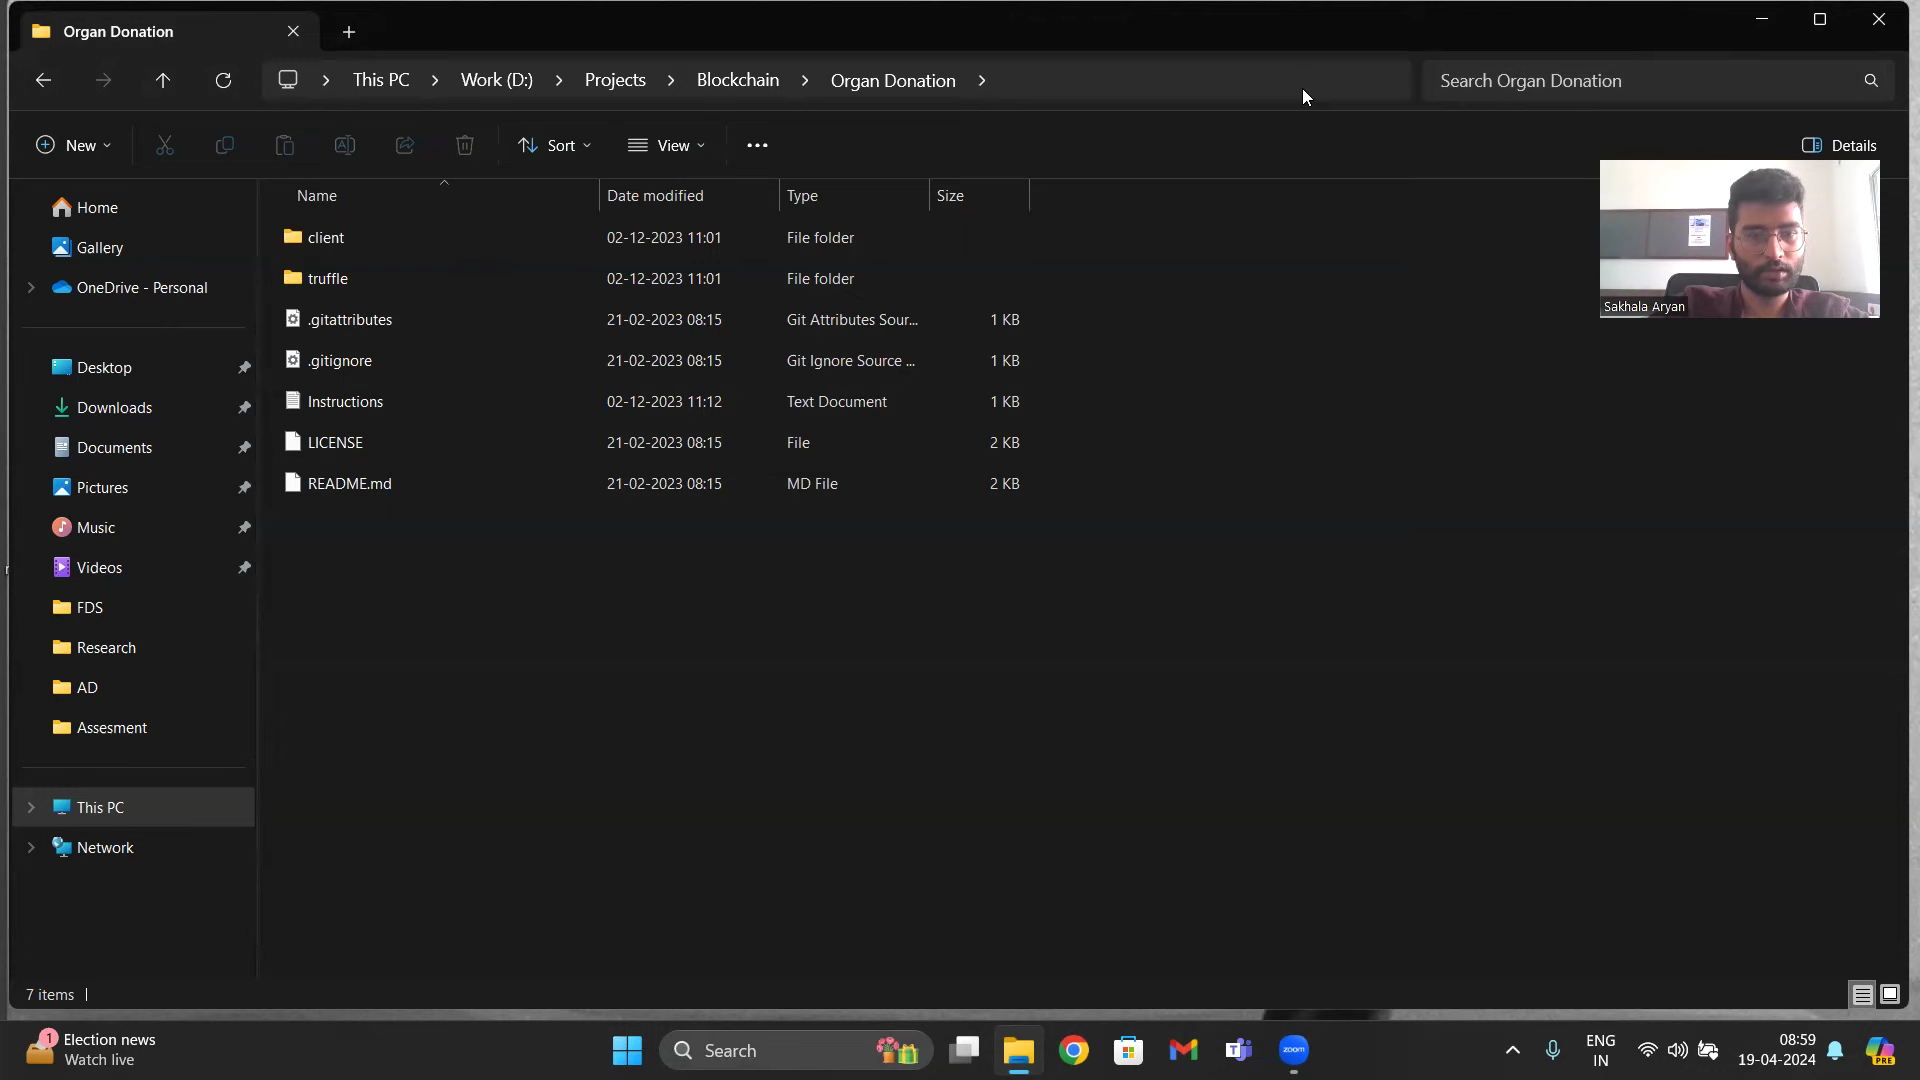 Organ Donation
This PC Work (D:) Projects Blockchain Organ Donation
Search Organ Donation
New
Sort
View
Details
Name Date modified Type Size
client 02-12-2023 11:01 File folder
truffle 02-12-2023 11:01 File folder
.gitattributes 21-02-2023 08:15 Git Attributes Sour... 1 KB
.gitignore 21-02-2023 08:15 Git Ignore Source ... 1 KB
Instructions 02-12-2023 11:12 Text Document 1 KB
LICENSE 21-02-2023 08:15 File 2 KB
README.md 21-02-2023 08:15 MD File 2 KB
Home
Gallery
OneDrive - Personal
Desktop
Downloads
Documents
Pictures
Music
Videos
FDS
Research
AD
Assesment
This PC
Network
Sakhala Aryan
7 items
1
Election news
Watch live
Search
zoom
ENG
IN
08:59
19-04-2024
PRE